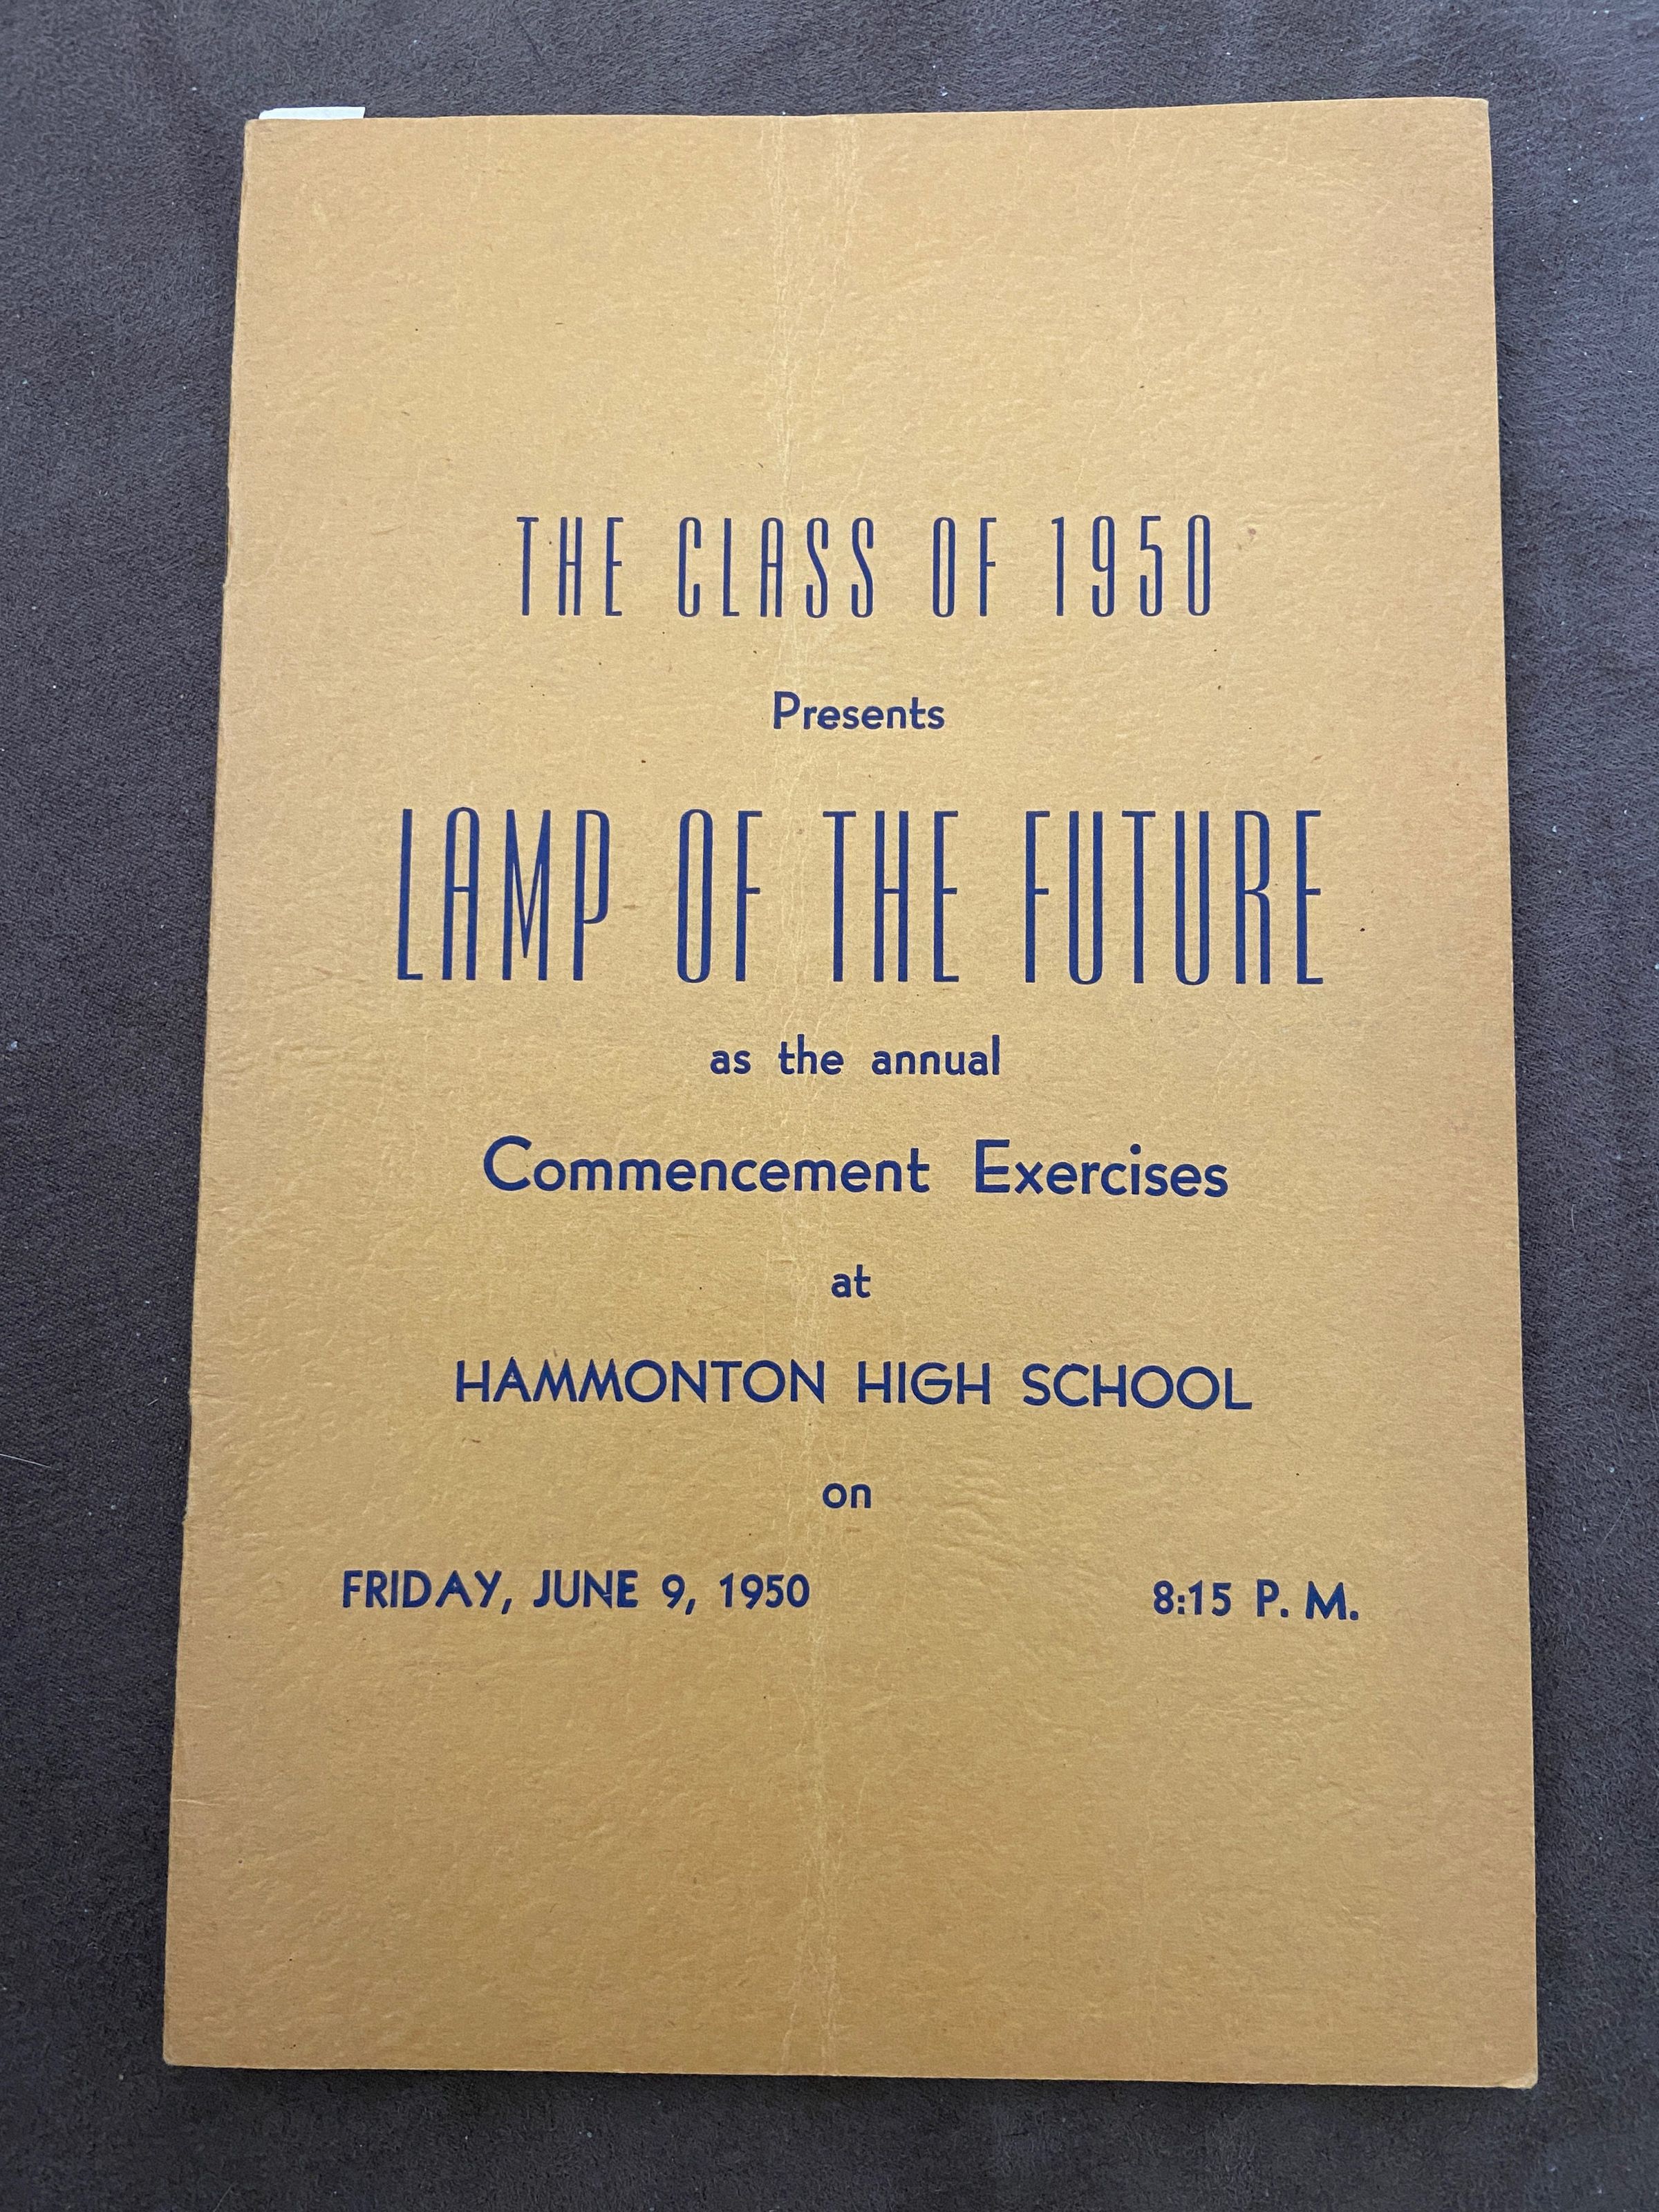 THE CLASS OF 1950
Presents
LAMP OF THE FUTURE
as the annual
Commencement Exercises
at
HAMMONTON HIGH SCHOOL
on
FRIDAY, JUNE 9, 1950 8:15 P. M.